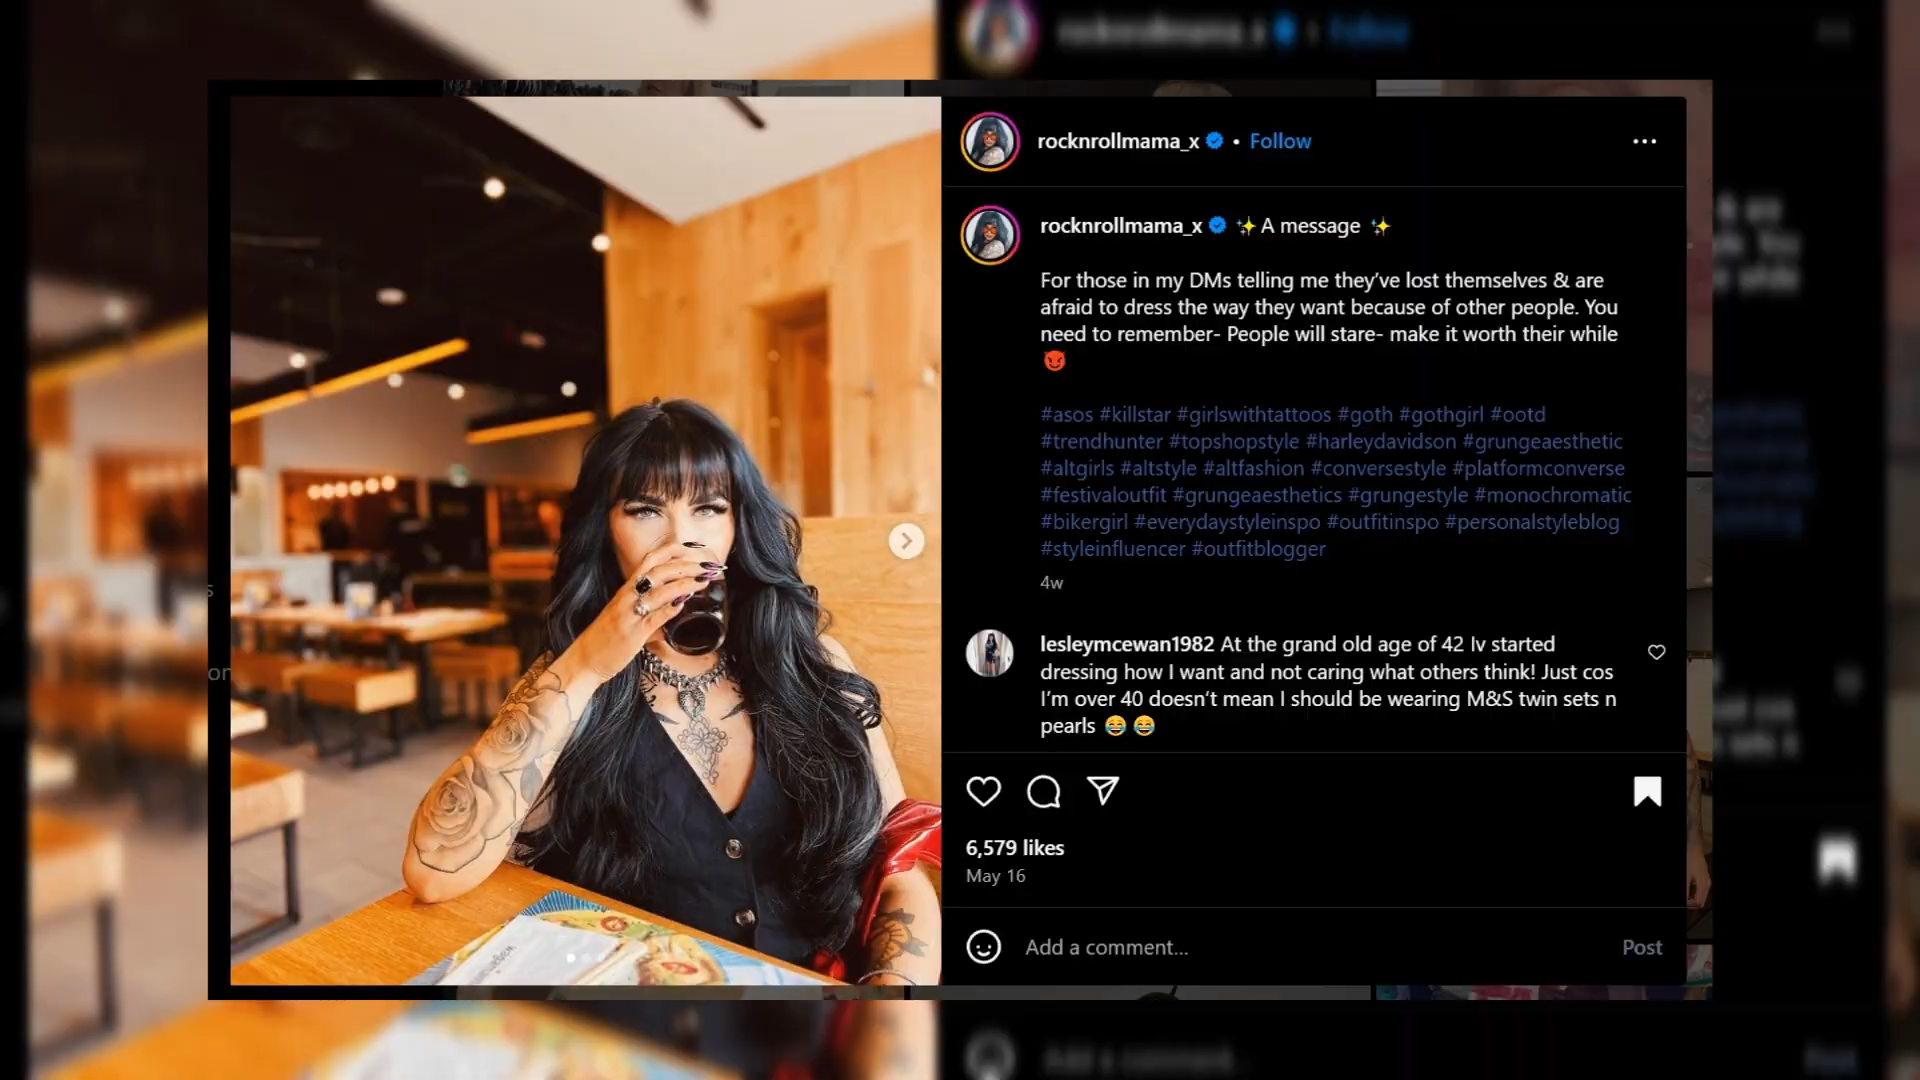 rocknrollmama_x • Follow
rocknrollmama_x ✨ A message ✨
For those in my DMs telling me they’ve lost themselves & are
afraid to dress the way they want because of other people. You
need to remember- People will stare- make it worth their while
😈
#asos #killstar #girlswithtattoos #goth #gothgirl #ootd
#trendhunter #topshopstyle #harleydavidson #grungeaesthetic
#altgirls #altstyle #altfashion #conversestyle #platformconverse
#festivaloutfit #grungeaesthetics #grungestyle #monochromatic
#bikergirl #everydaystyleinspo #outfitinspo #personalstyleblog
#styleinfluencer #outfitblogger
4w
lesleymcewan1982 At the grand old age of 42 Iv started
dressing how I want and not caring what others think! Just cos
I’m over 40 doesn’t mean I should be wearing M&S twin sets n
pearls 😂 😂
6,579 likes
May 16
Add a comment...
Post